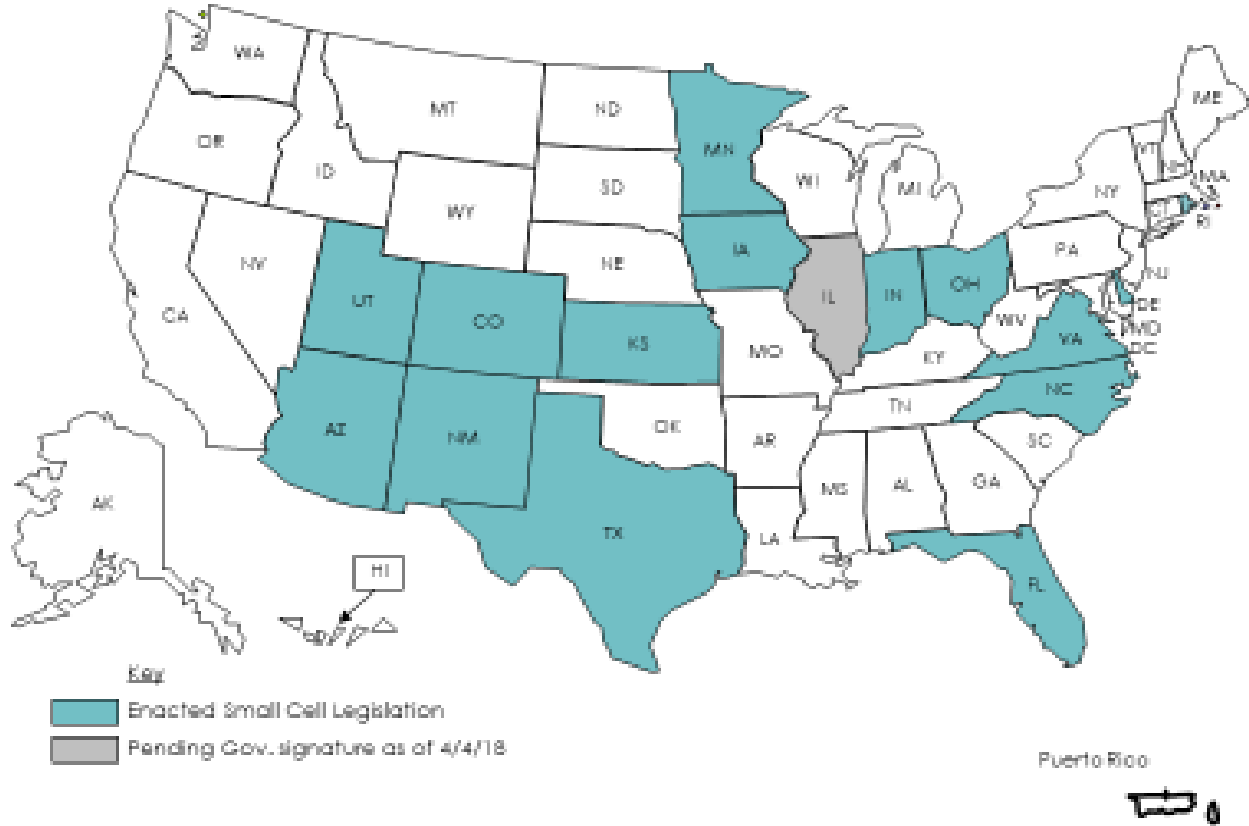 WA
MT
ND
MN
ME
OR
ID
SD
WI
MI
VT
NH
MA
NY
WY
RI
IA
PA
NE
NJ
NV
UT
IL
IN
OH
DE
CO
WV
MD
CA
KS
VA
DC
MO
KY
NC
TN
AZ
NM
OK
AR
SC
MS
AL
GA
AK
TX
LA
HI
FL
Key
Enacted Small Cell Legislation
Pending Gov. signature as of 4/4/18
Puerto Rico